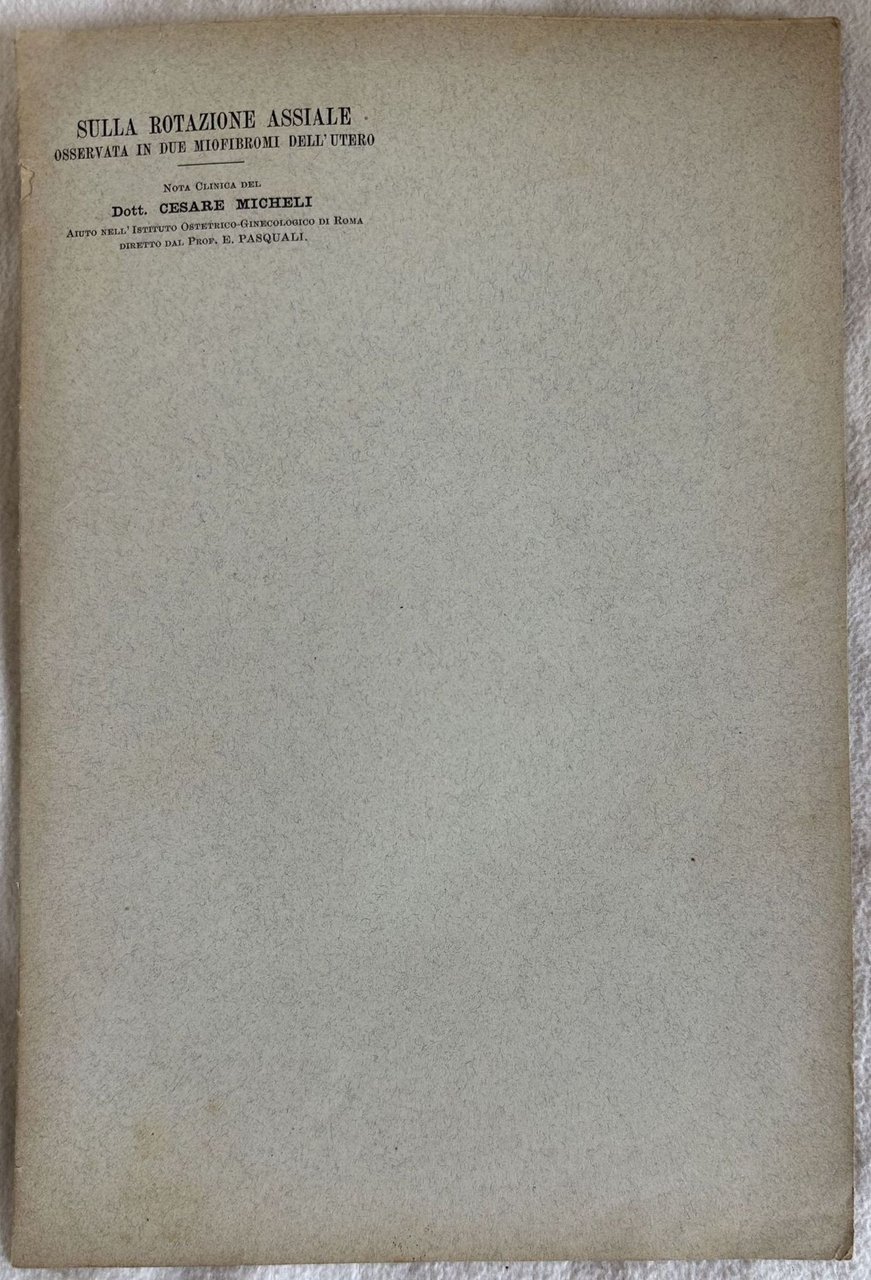 SULLA ROTAZIONE ASSIALE
OSSERVATA IN DUE MIOFIBROMI DELL'UTERO
NOTA CLINICA DEL
Dott. CESARE MICHELI
AIUTO NELL'ISTITUTO OSTETRICO-GINECOLOGICO DI ROMA
DIRETTO DAL PROF. E. PASQUALI.